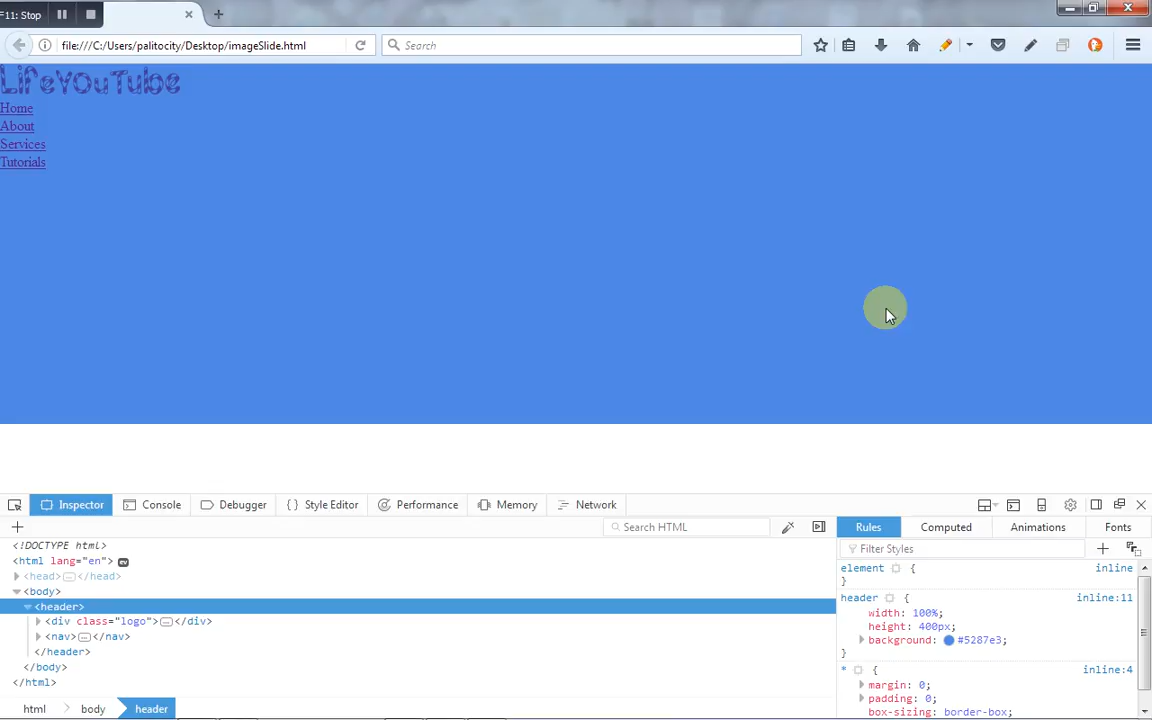 F11: Stop
file:///C:/Users/palitocity/Desktop/imageSlide.html
Search
LifeYouTube
Home
About
Services
Tutorials
Inspector Console Debugger Style Editor Performance Memory Network
Search HTML
Rules Computed Animations Fonts
Filter Styles
<!DOCTYPE html>
<html lang="en"> ev
<head>…</head>
<body>
<header>
<div class="logo">…</div>
<nav>…</nav>
</header>
</body>
</html>
html body header
element { inline
}
header { inline:11
width: 100%;
height: 400px;
background: #5287e3;
}
* { inline:4
margin: 0;
padding: 0;
box-sizing: border-box;